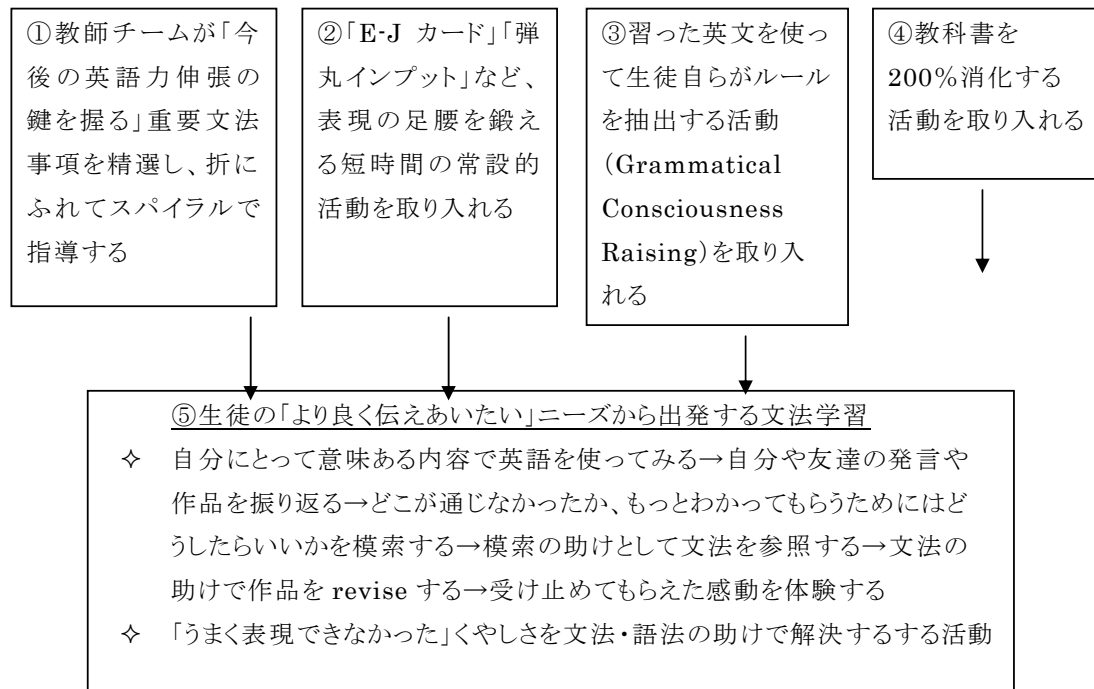 ①教師チームが「今
後の英語力伸張の
鍵を握る」重要文法
事項を精選し、折に
ふれてスパイラルで
指導する
②「E-J カード」「弾
丸インプット」など、
表現の足腰を鍛え
る短時間の常設的
活動を取り入れる
③習った英文を使っ
て生徒自らがルール
を抽出する活動
(Grammatical
Consciousness
Raising)を取り入
れる
④教科書を
200%消化する
活動を取り入れる
⑤生徒の「より良く伝えあいたい」ニーズから出発する文法学習
✧ 自分にとって意味ある内容で英語を使ってみる→自分や友達の発言や
作品を振り返る→どこが通じなかったか、もっとわかってもらうためにはど
うしたらいいかを模索する→模索の助けとして文法を参照する→文法の
助けで作品を revise する→受け止めてもらえた感動を体験する
✧ 「うまく表現できなかった」くやしさを文法・語法の助けで解決するする活動